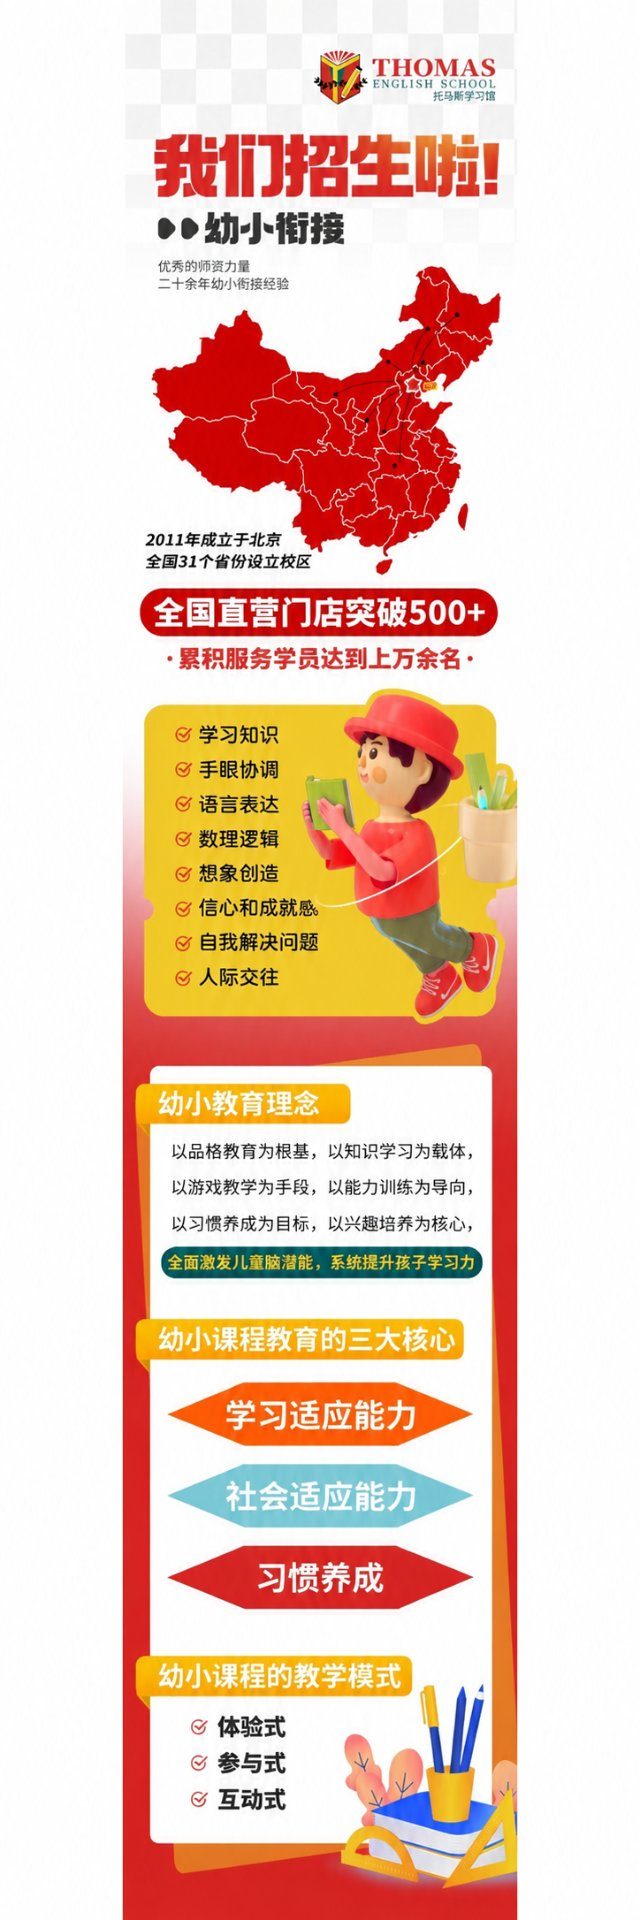 THOMAS
ENGLISH SCHOOL
托马斯学习馆
我们招生啦!
幼小衔接
优秀的师资力量
二十余年幼小衔接经验
2011年成立于北京
全国31个省份设立校区
全国直营门店突破500+
·累积服务学员达到上万余名·
学习知识
手眼协调
语言表达
数理逻辑
想象创造
信心和成就感。
自我解决问题
人际交往
幼小教育理念
以品格教育为根基，以知识学习为载体，
以游戏教学为手段，以能力训练为导向，
以习惯养成为目标，以兴趣培养为核心，
全面激发儿童脑潜能，系统提升孩子学习力
幼小课程教育的三大核心
学习适应能力
社会适应能力
习惯养成
幼小课程的教学模式
体验式
参与式
互动式